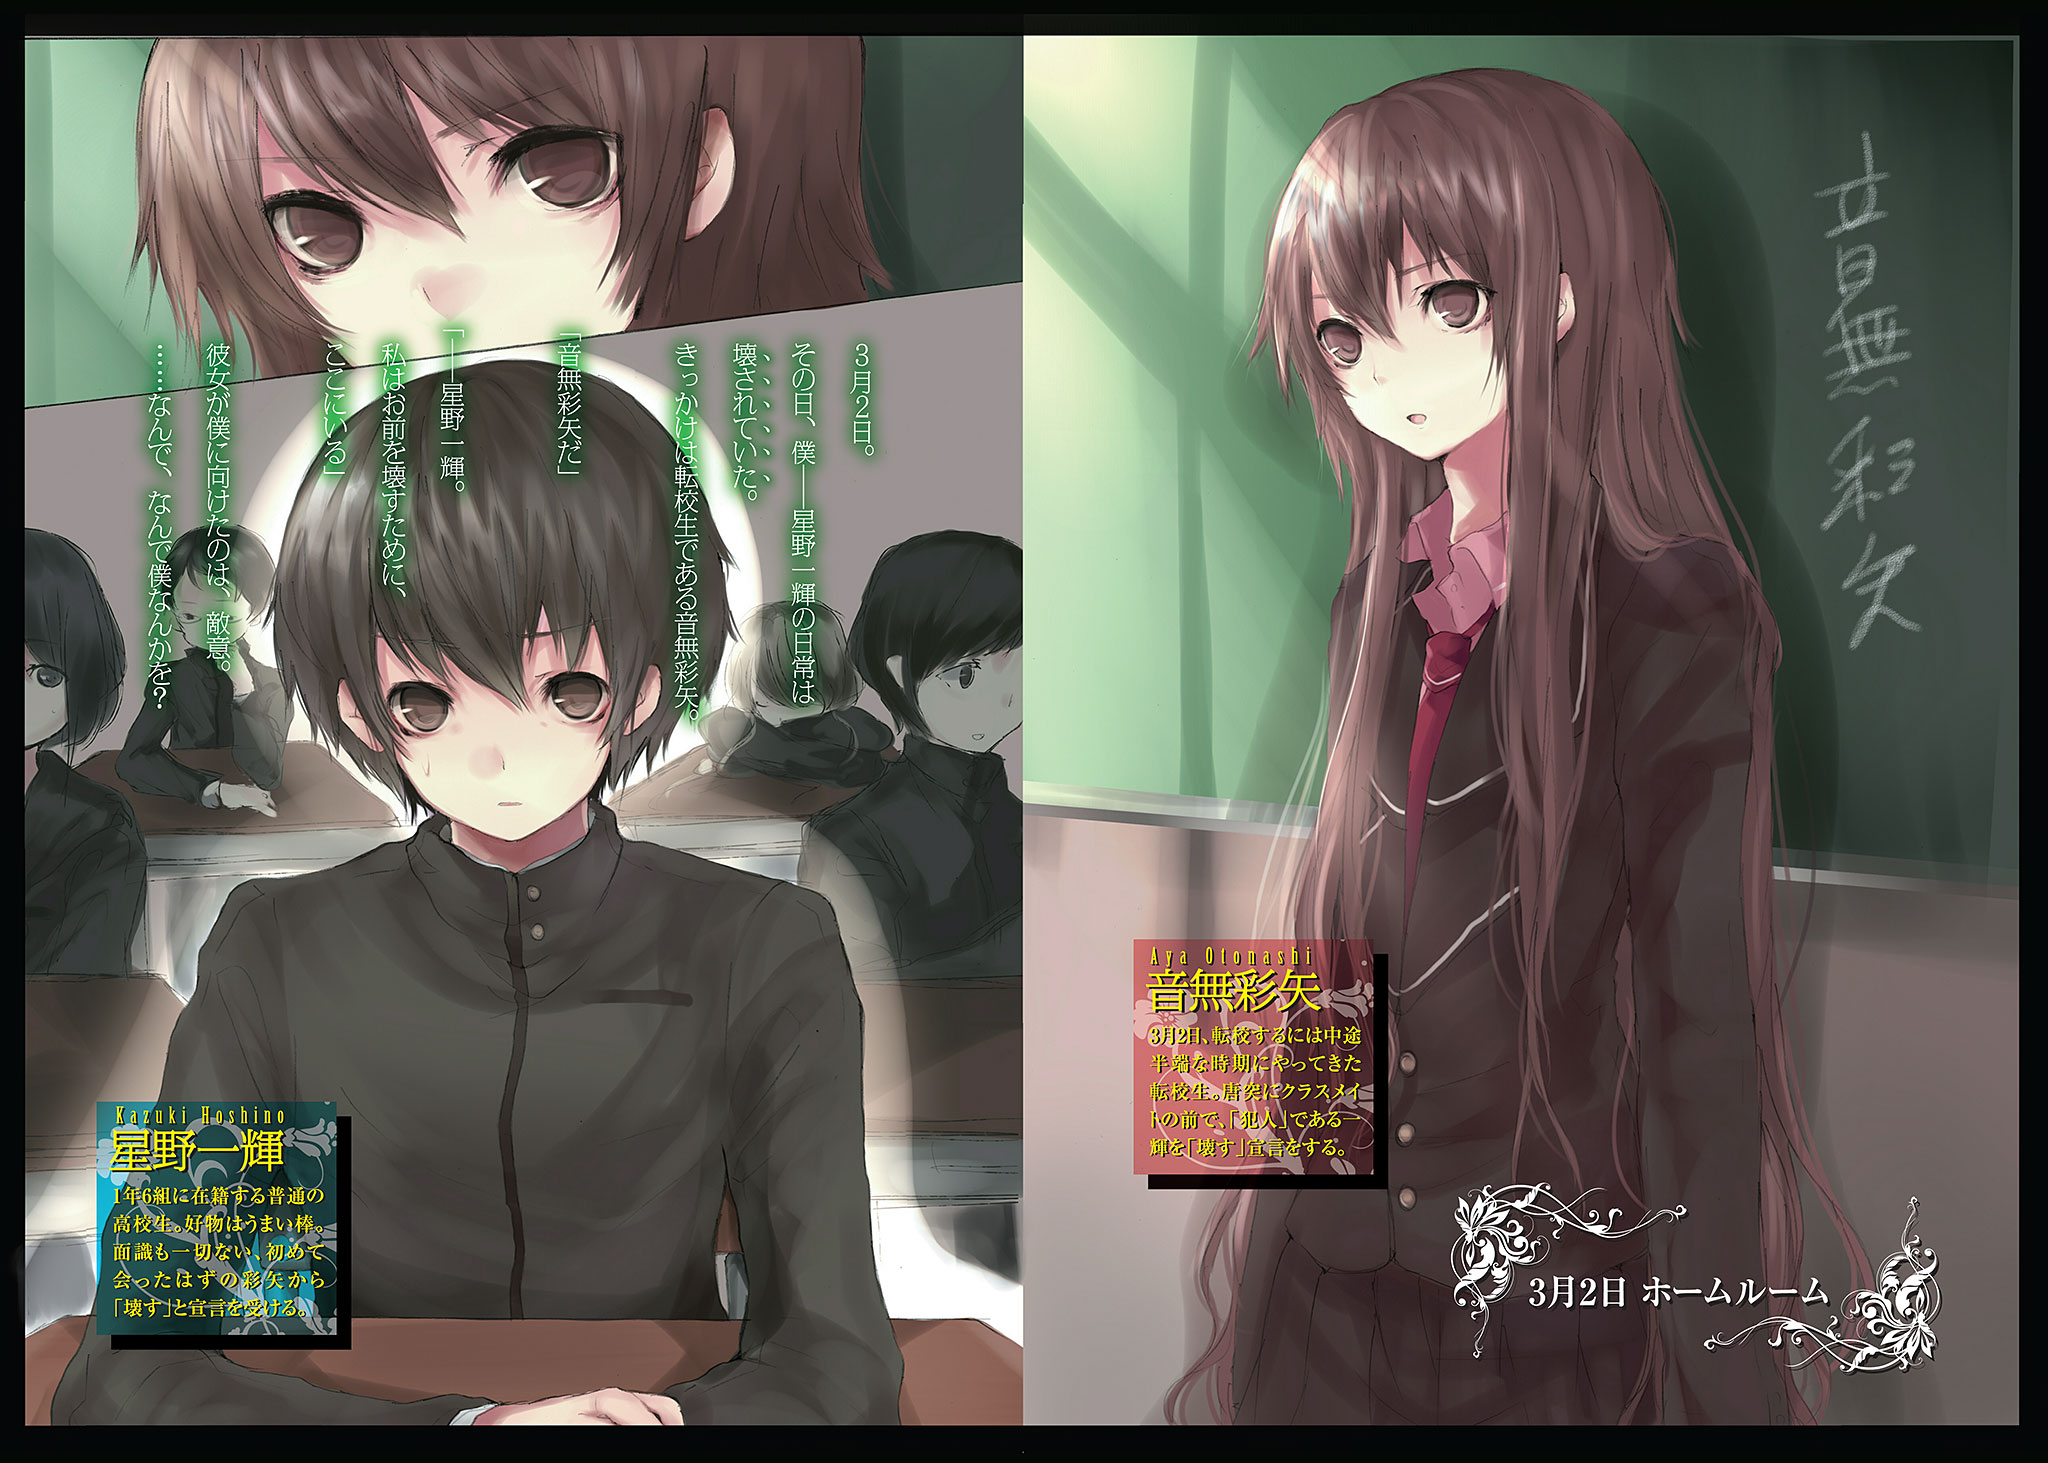 音無彩矢
Aya Otonashi
音無彩矢
3月2日、転校するには中途
半端な時期にやってきた
転校生。唐突にクラスメイ
トの前で、「犯人」である一
輝を「壊す」宣言をする。
3月2日 ホームルーム
3月2日。
その日、僕――星野一輝の日常は
壊されていた。
きっかけは転校生である音無彩矢。
「音無彩矢だ」
「――星野一輝。
私はお前を壊すために、
ここにいる」
彼女が僕に向けたのは、敵意。
……なんで、なんで僕なんかを?
Kazuki Hoshino
星野一輝
1年6組に在籍する普通の
高校生。好物はうまい棒。
面識も一切ない、初めて
会ったはずの彩矢から
「壊す」と宣言を受ける。